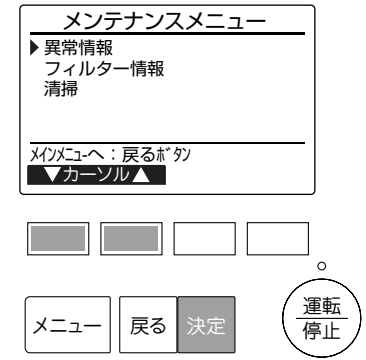 メンテナンスメニュー
▶異常情報
フィルター情報
清掃
ﾒｲﾝﾒﾆｭｰへ：戻るﾎﾞﾀﾝ
▼カーソル▲
メニュー
戻る
決定
運転
停止